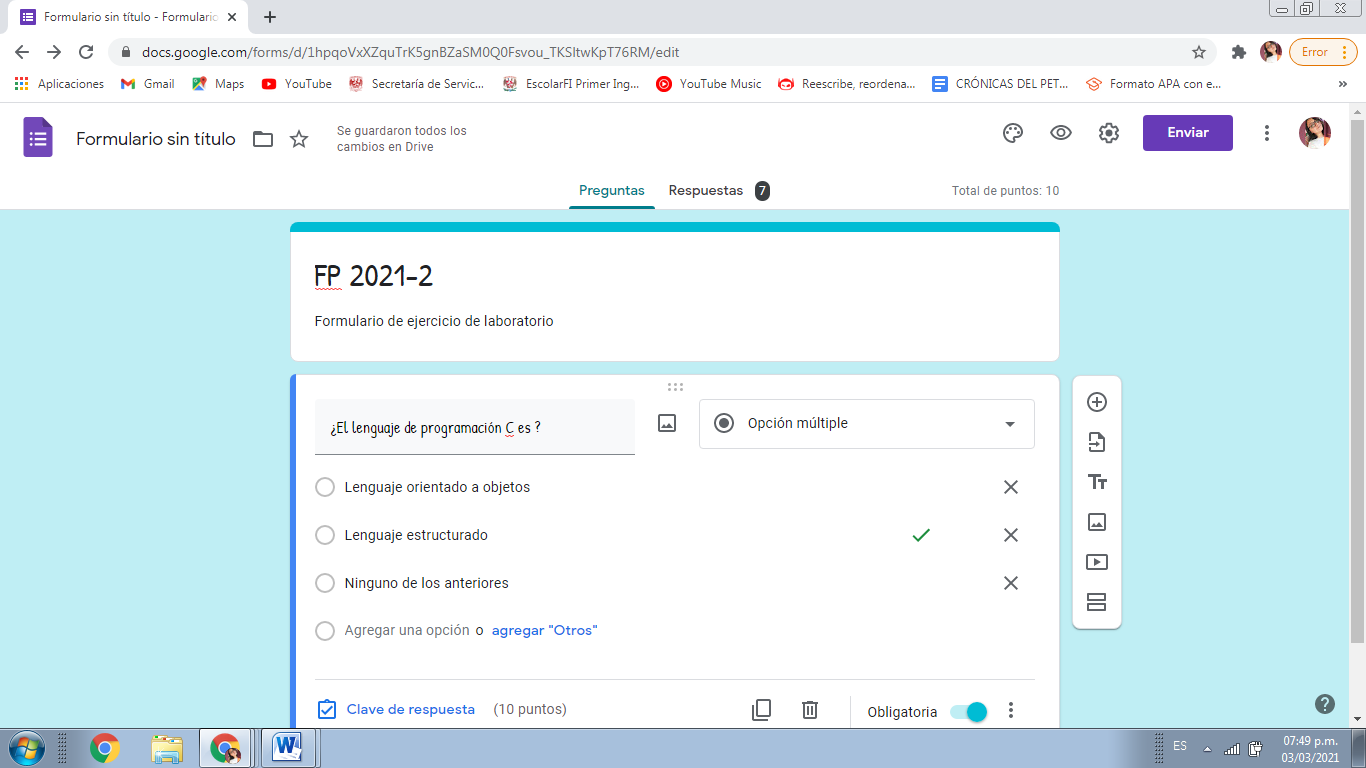 Formulario sin título - Formulario
docs.google.com/forms/d/1hpqoVxXZquTrK5gnBZaSM0Q0Fsvou_TKSltwKpT76RM/edit
Error
Aplicaciones
Gmail
Maps
YouTube
Secretaría de Servic...
EscolarFI Primer Ing...
YouTube Music
Reescribe, reordena...
CRÓNICAS DEL PET...
Formato APA con e...
»
Formulario sin título
Se guardaron todos los
cambios en Drive
Enviar
Preguntas
Respuestas 7
Total de puntos: 10
FP 2021-2
Formulario de ejercicio de laboratorio
¿El lenguaje de programación C es ?
Opción múltiple
Lenguaje orientado a objetos
Lenguaje estructurado
Ninguno de los anteriores
Agregar una opción o agregar "Otros"
Clave de respuesta (10 puntos)
Obligatoria
ES
07:49 p.m.
03/03/2021